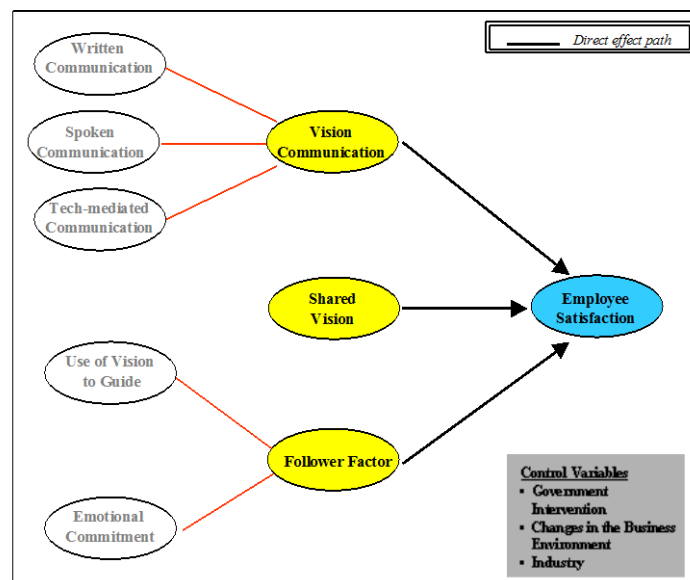 Direct effect path
Written
Communication
Spoken
Communication
Tech-mediated
Communication
Vision
Communication
Shared
Vision
Employee
Satisfaction
Use of Vision
to Guide
Follower Factor
Emotional
Commitment
Control Variables
▪ Government
Intervention
▪ Changes in the Business
Environment
▪ Industry